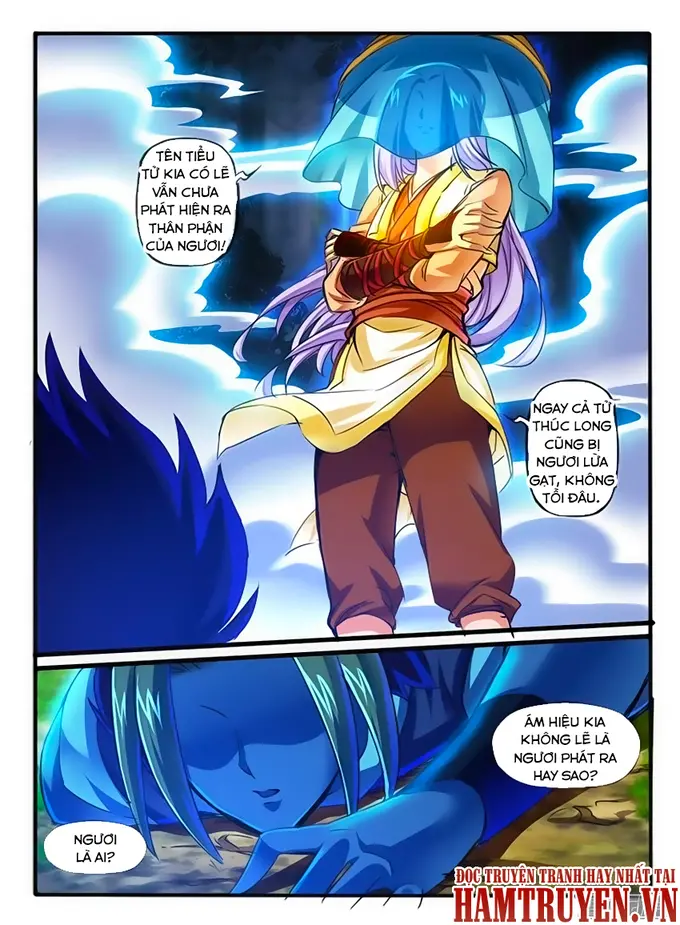 TÊN TIỂU
TỬ KIA CÓ LẼ
VẪN CHƯA
PHÁT HIỆN RA
THÂN PHẬN
CỦA NGƯƠI!
NGAY CẢ TỬ
THÚC LONG
CŨNG BỊ
NGƯƠI LỪA
GẠT, KHÔNG
TỒI ĐÂU.
ÁM HIỆU KIA
KHÔNG LẼ LÀ
NGƯƠI PHÁT RA
HAY SAO?
NGƯƠI
LÀ AI?
ĐỌC TRUYỆN TRANH HAY NHẤT TẠI
HAMTRUYEN.VN